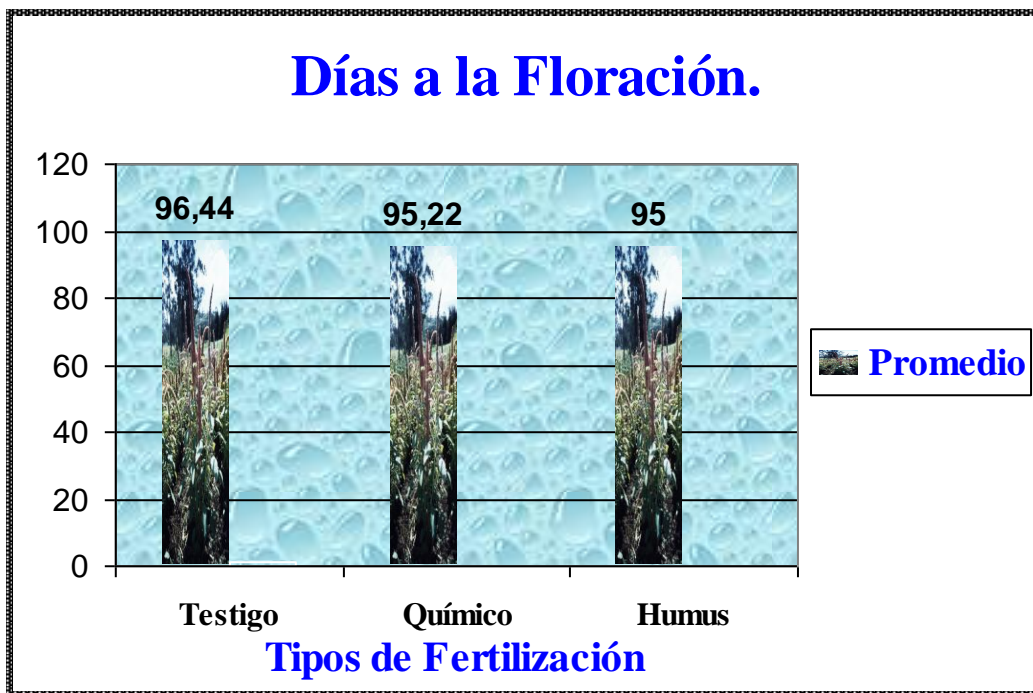 Días a la Floración.
120
100
80
60
40
20
0
96,44
95,22
95
Testigo
Químico
Humus
Tipos de Fertilización
Promedio